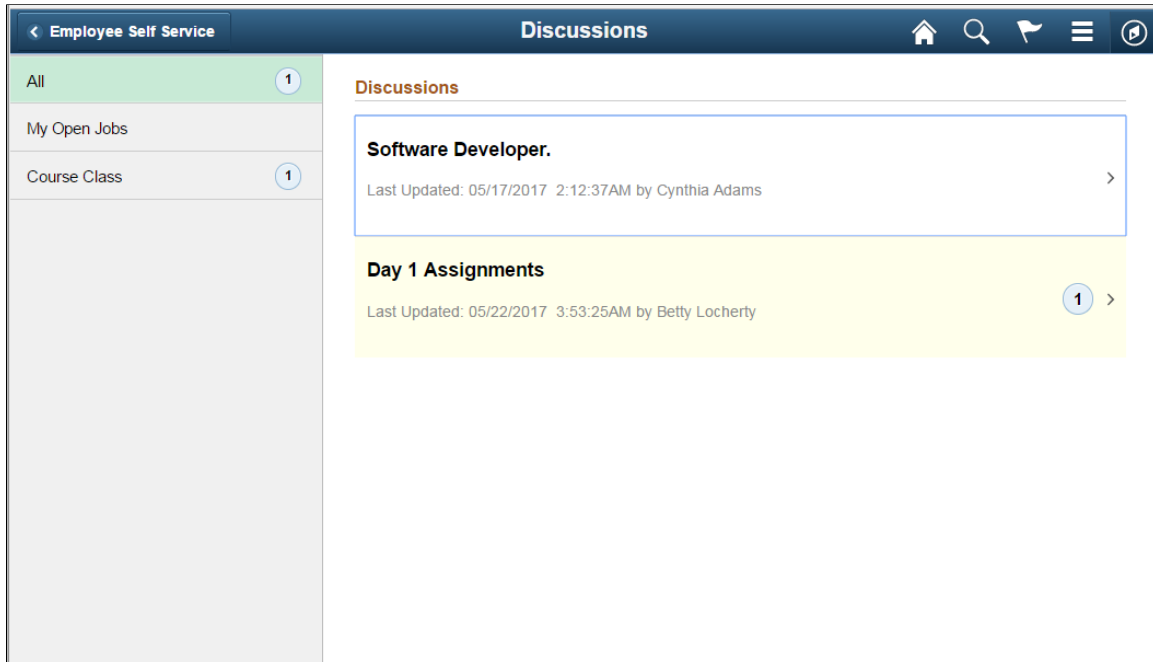 Employee Self Service
Discussions
All 1
My Open Jobs
Course Class 1
Discussions
Software Developer.
Last Updated: 05/17/2017 2:12:37AM by Cynthia Adams
Day 1 Assignments
1
Last Updated: 05/22/2017 3:53:25AM by Betty Locherty